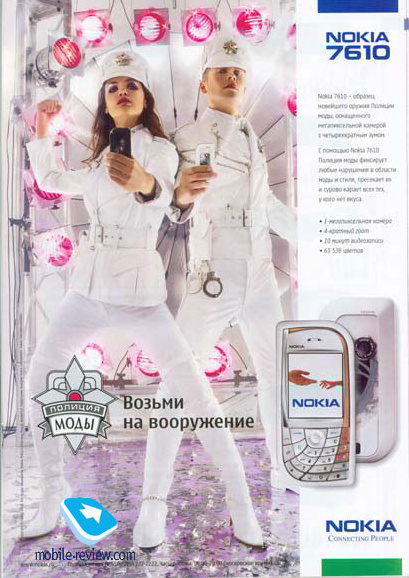 NOKIA
7610
Nokia 7610 – образец
новейшего оружия Полиции
моды, оснащенного
мегапиксельной камерой
с четырехкратным зумом.
С помощью Nokia 7610
Полиция моды фиксирует
любые нарушения в области
моды и стиля, пресекает их
и сурово карает всех тех,
у кого нет вкуса.
• 1-мегапиксельная камера
• 4-кратный zoom
• 10 минут видеозаписи
• 65 536 цветов
NOKIA
NOKIA
ПОЛИЦИЯ
МОДЫ
Возьми
на вооружение
NOKIA
CONNECTING PEOPLE
mobile-review.com